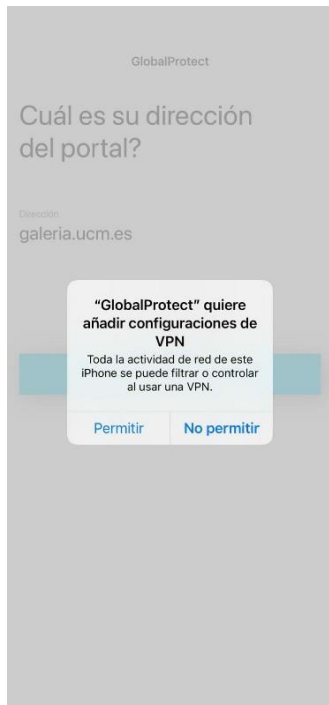 GlobalProtect
Cuál es su dirección
del portal?
Dirección
galeria.ucm.es
“GlobalProtect” quiere
añadir configuraciones de
VPN
Toda la actividad de red de este
iPhone se puede filtrar o controlar
al usar una VPN.
Permitir
No permitir